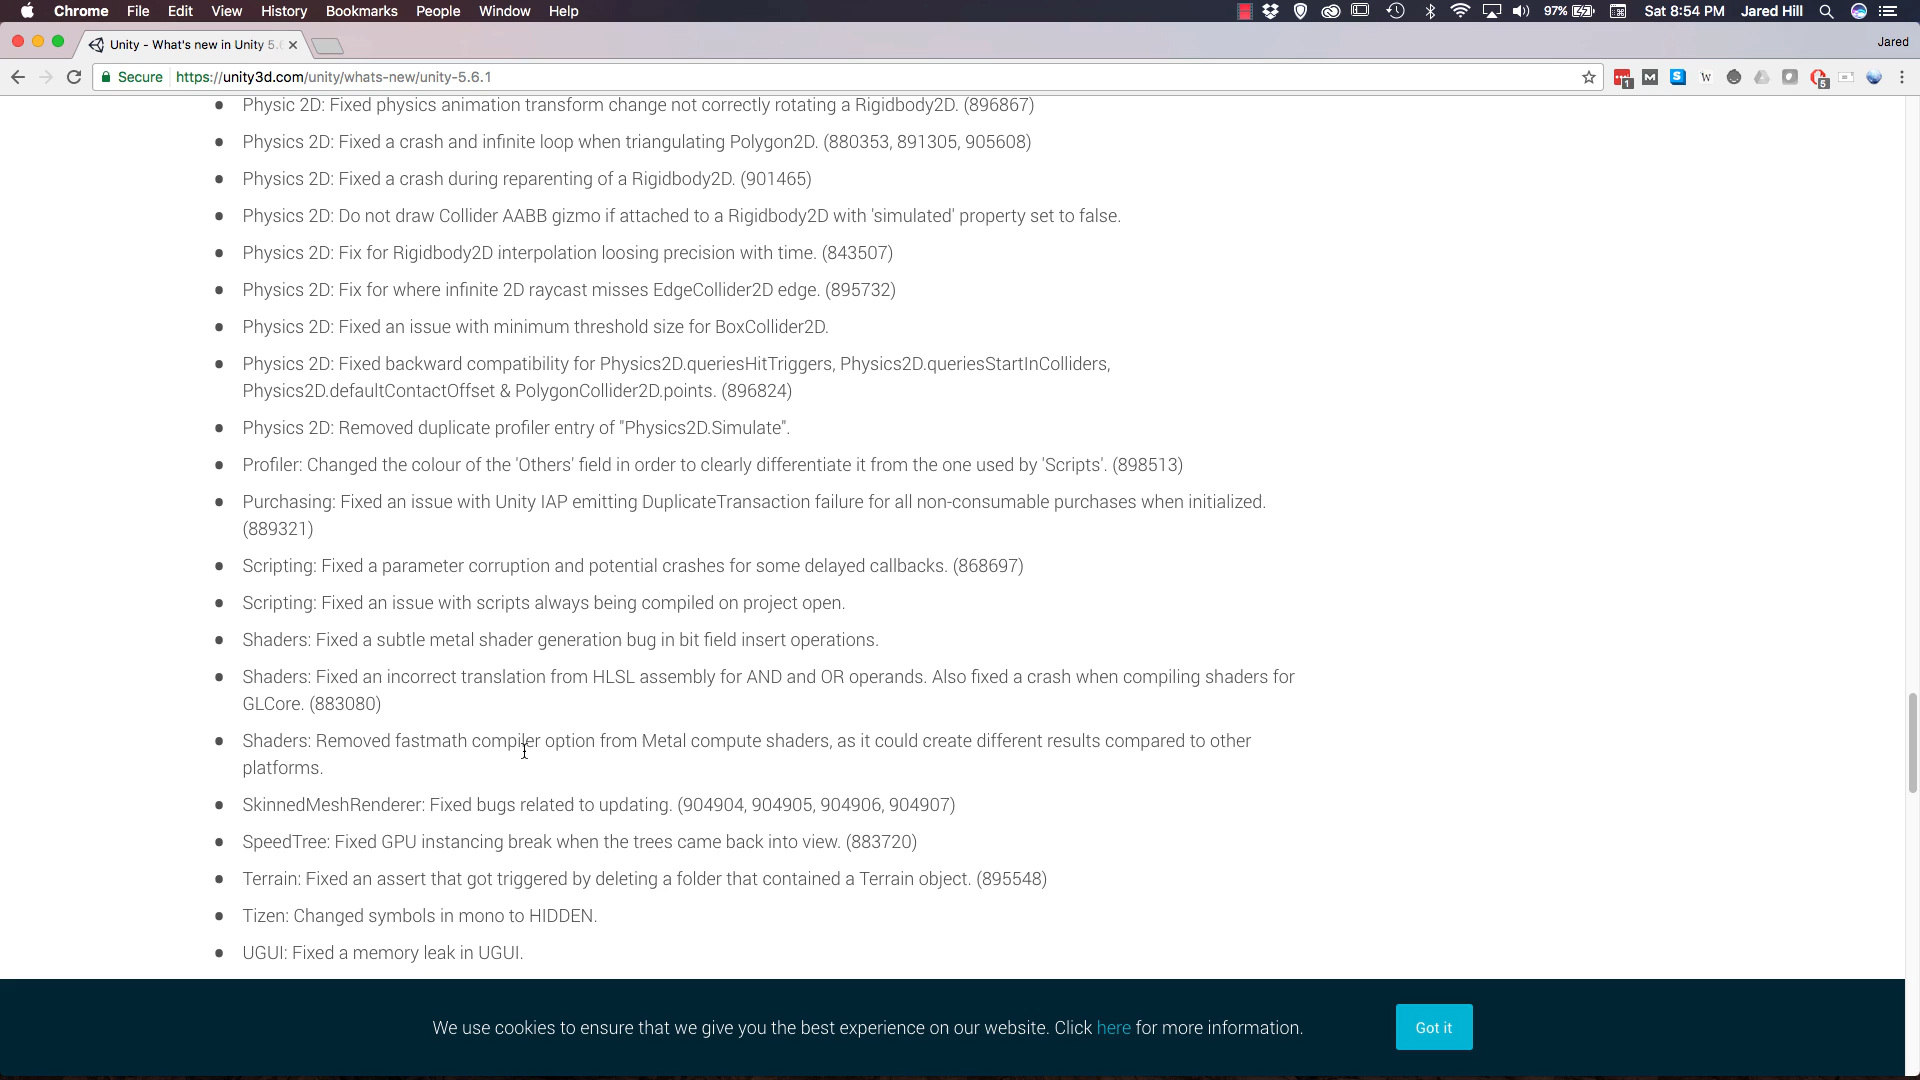 Chrome File Edit View History Bookmarks People Window Help 97% Sat 8:54 PM Jared Hill
Unity - What's new in Unity 5.6 Jared
Secure https://unity3d.com/unity/whats-new/unity-5.6.1
Physic 2D: Fixed physics animation transform change not correctly rotating a Rigidbody2D. (896867)
Physics 2D: Fixed a crash and infinite loop when triangulating Polygon2D. (880353, 891305, 905608)
Physics 2D: Fixed a crash during reparenting of a Rigidbody2D. (901465)
Physics 2D: Do not draw Collider AABB gizmo if attached to a Rigidbody2D with 'simulated' property set to false.
Physics 2D: Fix for Rigidbody2D interpolation loosing precision with time. (843507)
Physics 2D: Fix for where infinite 2D raycast misses EdgeCollider2D edge. (895732)
Physics 2D: Fixed an issue with minimum threshold size for BoxCollider2D.
Physics 2D: Fixed backward compatibility for Physics2D.queriesHitTriggers, Physics2D.queriesStartInColliders,
Physics2D.defaultContactOffset & PolygonCollider2D.points. (896824)
Physics 2D: Removed duplicate profiler entry of "Physics2D.Simulate".
Profiler: Changed the colour of the 'Others' field in order to clearly differentiate it from the one used by 'Scripts'. (898513)
Purchasing: Fixed an issue with Unity IAP emitting DuplicateTransaction failure for all non-consumable purchases when initialized.
(889321)
Scripting: Fixed a parameter corruption and potential crashes for some delayed callbacks. (868697)
Scripting: Fixed an issue with scripts always being compiled on project open.
Shaders: Fixed a subtle metal shader generation bug in bit field insert operations.
Shaders: Fixed an incorrect translation from HLSL assembly for AND and OR operands. Also fixed a crash when compiling shaders for
GLCore. (883080)
Shaders: Removed fastmath compiler option from Metal compute shaders, as it could create different results compared to other
platforms.
SkinnedMeshRenderer: Fixed bugs related to updating. (904904, 904905, 904906, 904907)
SpeedTree: Fixed GPU instancing break when the trees came back into view. (883720)
Terrain: Fixed an assert that got triggered by deleting a folder that contained a Terrain object. (895548)
Tizen: Changed symbols in mono to HIDDEN.
UGUI: Fixed a memory leak in UGUI.
We use cookies to ensure that we give you the best experience on our website. Click here for more information. Got it